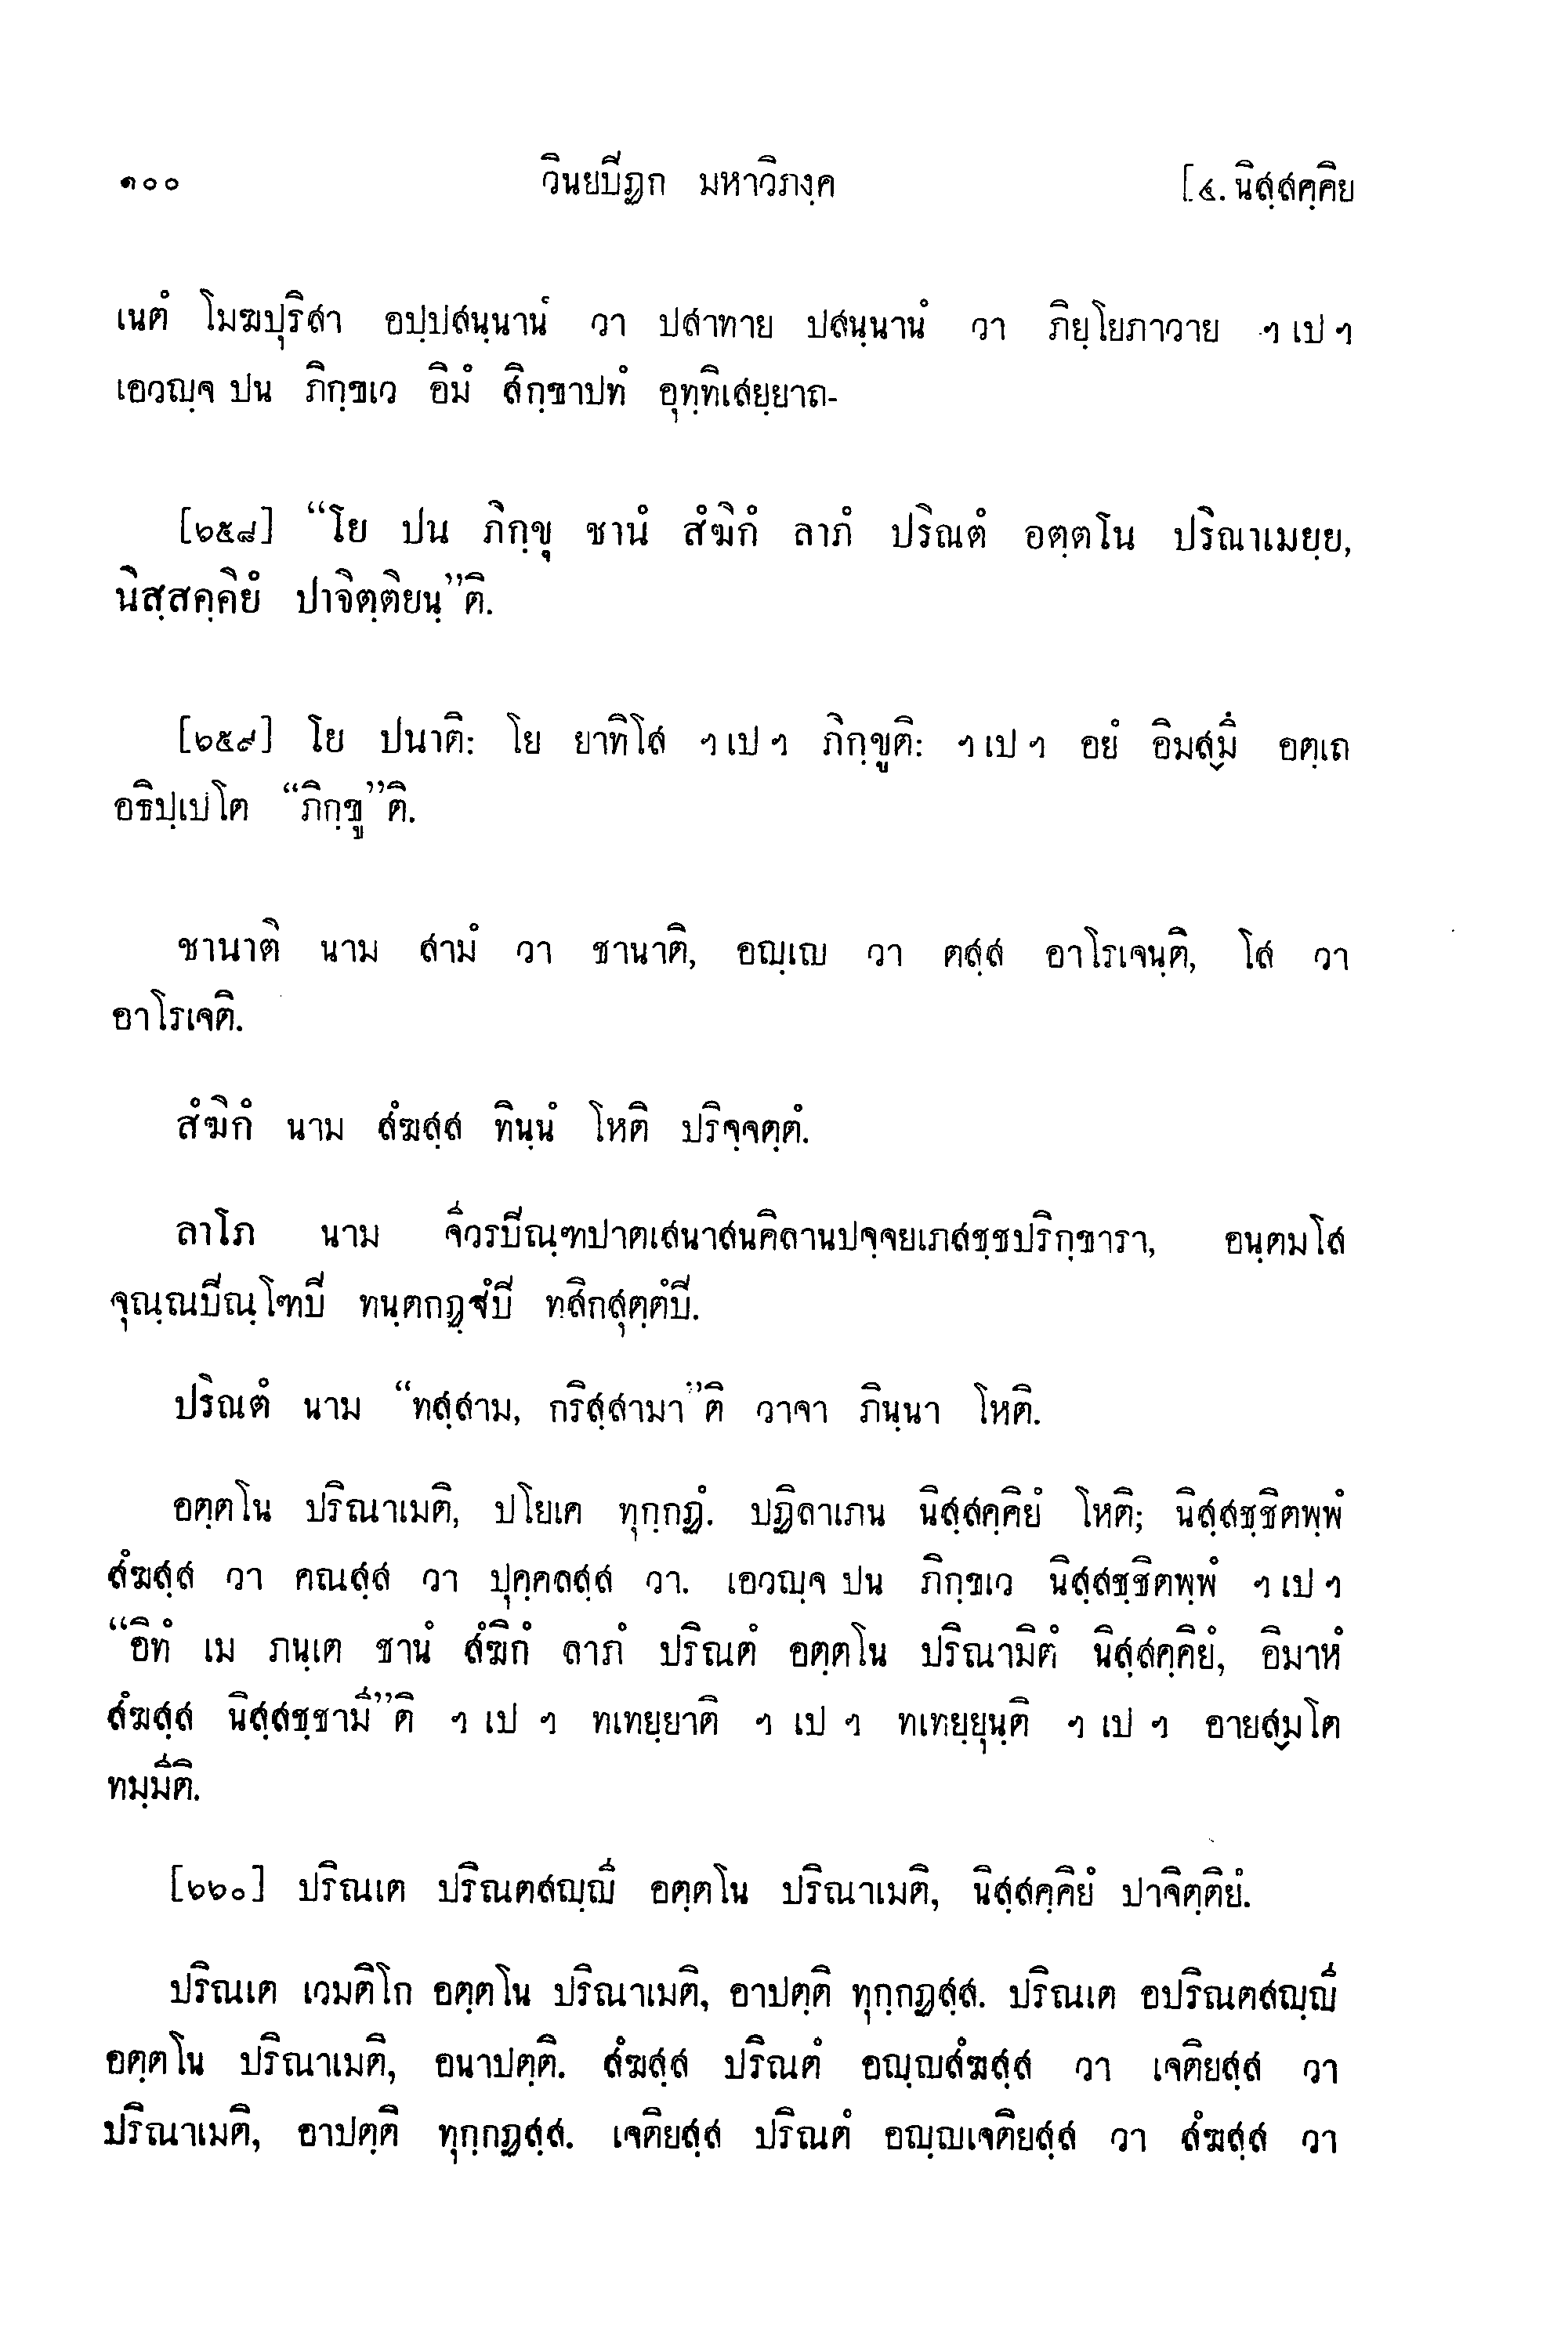 ๑๐๐ วินยปิฏก มหาวิภงฺค [๔. นิสฺสคฺคิย
เนตํ โมฆปุริสา อปฺปสนฺนานํ วา ปสาทาย ปสนฺนานํ วา ภิยฺโยภาวาย ฯ เป ฯ
เอวญฺจ ปน ภิกฺขเว อิมํ สิกฺขาปทํ อุทฺทิเสยฺยาถ-
[๖๕๘] “โย ปน ภิกฺขุ ชานํ สํฆิกํ ลาภํ ปริณตํ อตฺตโน ปริณาเมยฺย,
นิสฺสคฺคิยํ ปาจิตฺติยนฺ”ติ.
[๖๕๙] โย ปนาติ: โย ยาทิโส ฯ เป ฯ ภิกฺขูติ: ฯ เป ฯ อยํ อิมสฺมึ อตฺเถ
อธิปฺเปโต “ภิกฺขู”ติ.
ชานาติ นาม สามํ วา ชานาติ, อญฺเญ วา ตสฺส อาโรเจนฺติ, โส วา
อาโรเจติ.
สํฆิกํ นาม สํฆสฺส ทินฺนํ โหติ ปริจฺจตฺตํ.
ลาโภ นาม จีวรปิณฺฑปาตเสนาสนคิลานปจฺจยเภสชฺชปริกฺขารา, อนฺตมโส
จุณฺณปิณฺโฑปิ ทนฺตกฏฺฐํปิ ทสิกสุตฺตํปิ.
ปริณตํ นาม “ทสฺสาม, กริสฺสามา”ติ วาจา ภินฺนา โหติ.
อตฺตโน ปริณาเมติ, ปโยเค ทุกฺกฏํ. ปฏิลาเภน นิสฺสคฺคิยํ โหติ; นิสฺสชฺชิตพฺพํ
สํฆสฺส วา คณสฺส วา ปุคฺคลสฺส วา. เอวญฺจ ปน ภิกฺขเว นิสฺสชฺชิตพฺพํ ฯ เป ฯ
“อิทํ เม ภนฺเต ชานํ สํฆิกํ ลาภํ ปริณตํ อตฺตโน ปริณามิตํ นิสฺสคฺคิยํ, อิมาหํ
สํฆสฺส นิสฺสชฺชามี”ติ ฯ เป ฯ ทเทยฺยาติ ฯ เป ฯ ทเทยฺยุนฺติ ฯ เป ฯ อายสฺมโต
ทมฺมีติ.
[๖๖๐] ปริณเต ปริณตสญฺญี อตฺตโน ปริณาเมติ, นิสฺสคฺคิยํ ปาจิตฺติยํ.
ปริณเต เวมติโก อตฺตโน ปริณาเมติ, อาปตฺติ ทุกฺกฏสฺส. ปริณเต อปริณตสญฺญี
อตฺตโน ปริณาเมติ, อนาปตฺติ. สํฆสฺส ปริณตํ อญฺญสํฆสฺส วา เจติยสฺส วา
ปริณาเมติ, อาปตฺติ ทุกฺกฏสฺส. เจติยสฺส ปริณตํ อญฺญเจติยสฺส วา สํฆสฺส วา